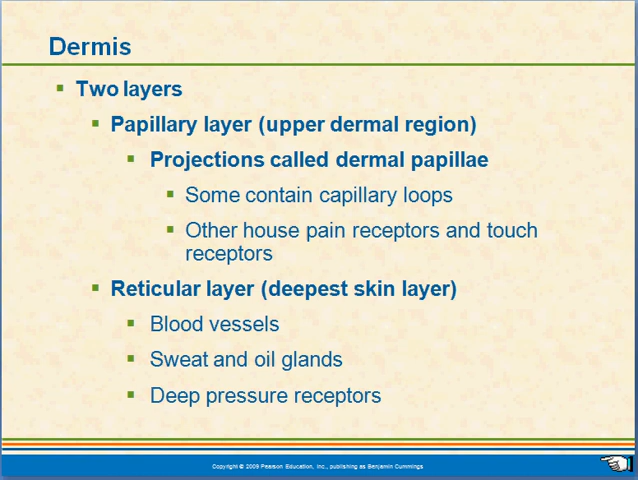 Dermis
Two layers
Papillary layer (upper dermal region)
Projections called dermal papillae
Some contain capillary loops
Other house pain receptors and touch
receptors
Reticular layer (deepest skin layer)
Blood vessels
Sweat and oil glands
Deep pressure receptors
Copyright © 2009 Pearson Education, Inc., publishing as Benjamin Cummings